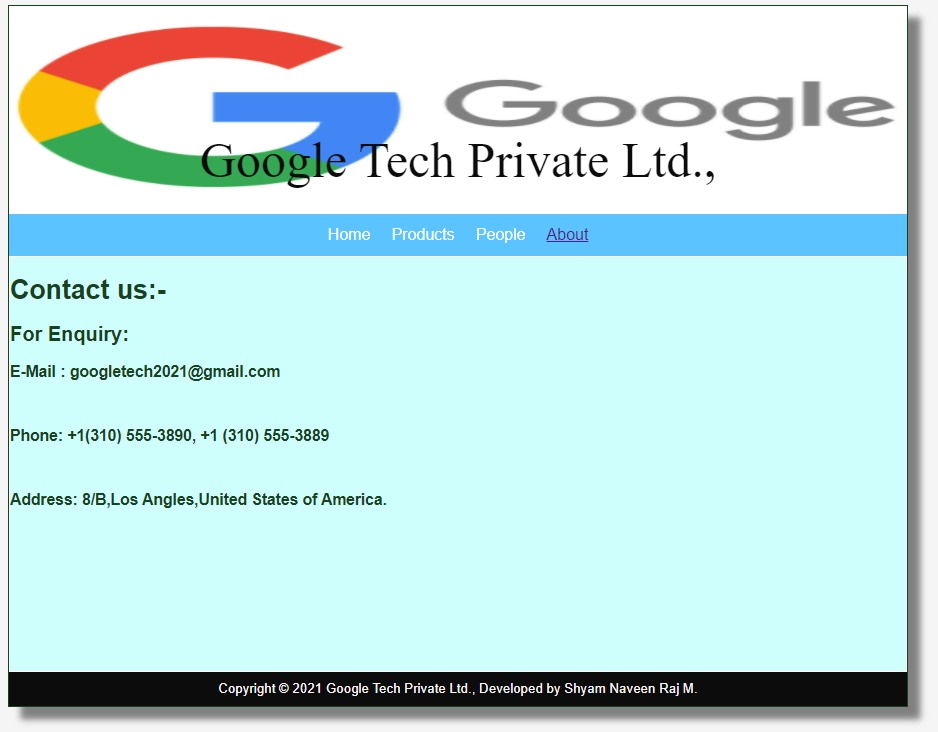 Google
Google Tech Private Ltd.,
Home Products People About
Contact us:-
For Enquiry:
E-Mail : googletech2021@gmail.com
Phone: +1(310) 555-3890, +1 (310) 555-3889
Address: 8/B,Los Angles,United States of America.
Copyright © 2021 Google Tech Private Ltd., Developed by Shyam Naveen Raj M.